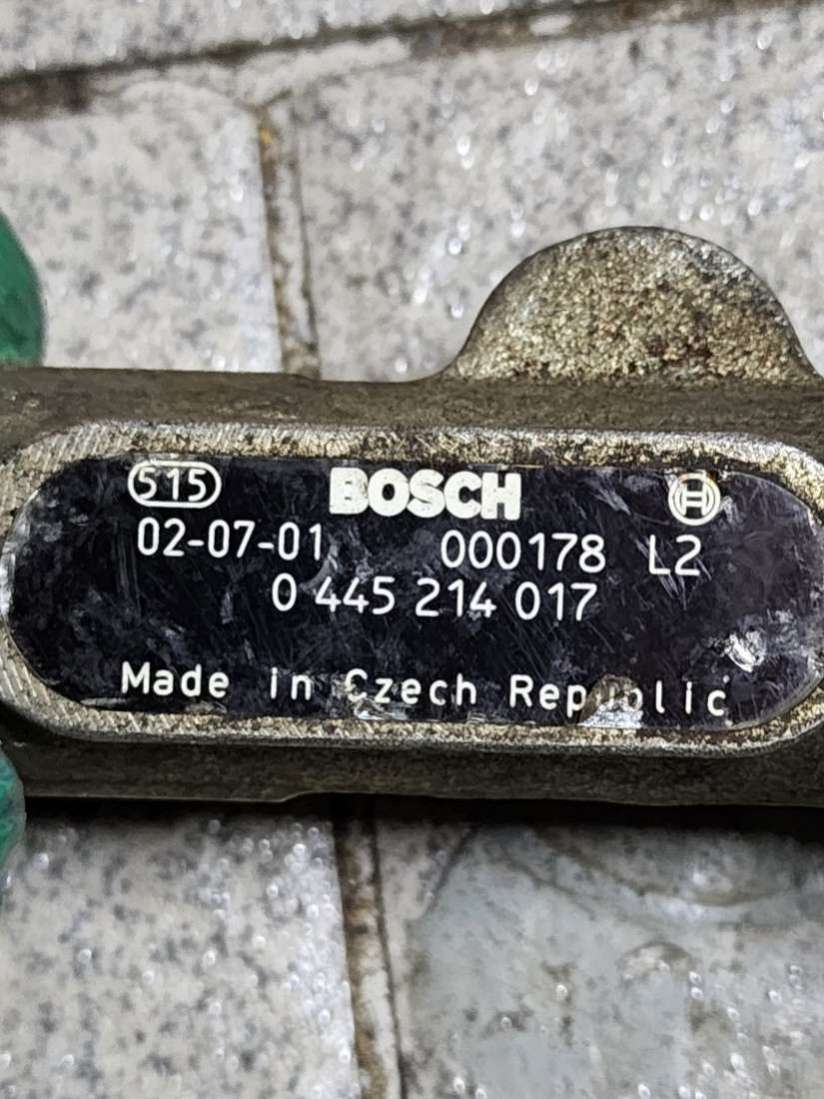 515 BOSCH
02-07-01 000178 L2
0 445 214 017
Made in Czech Republic